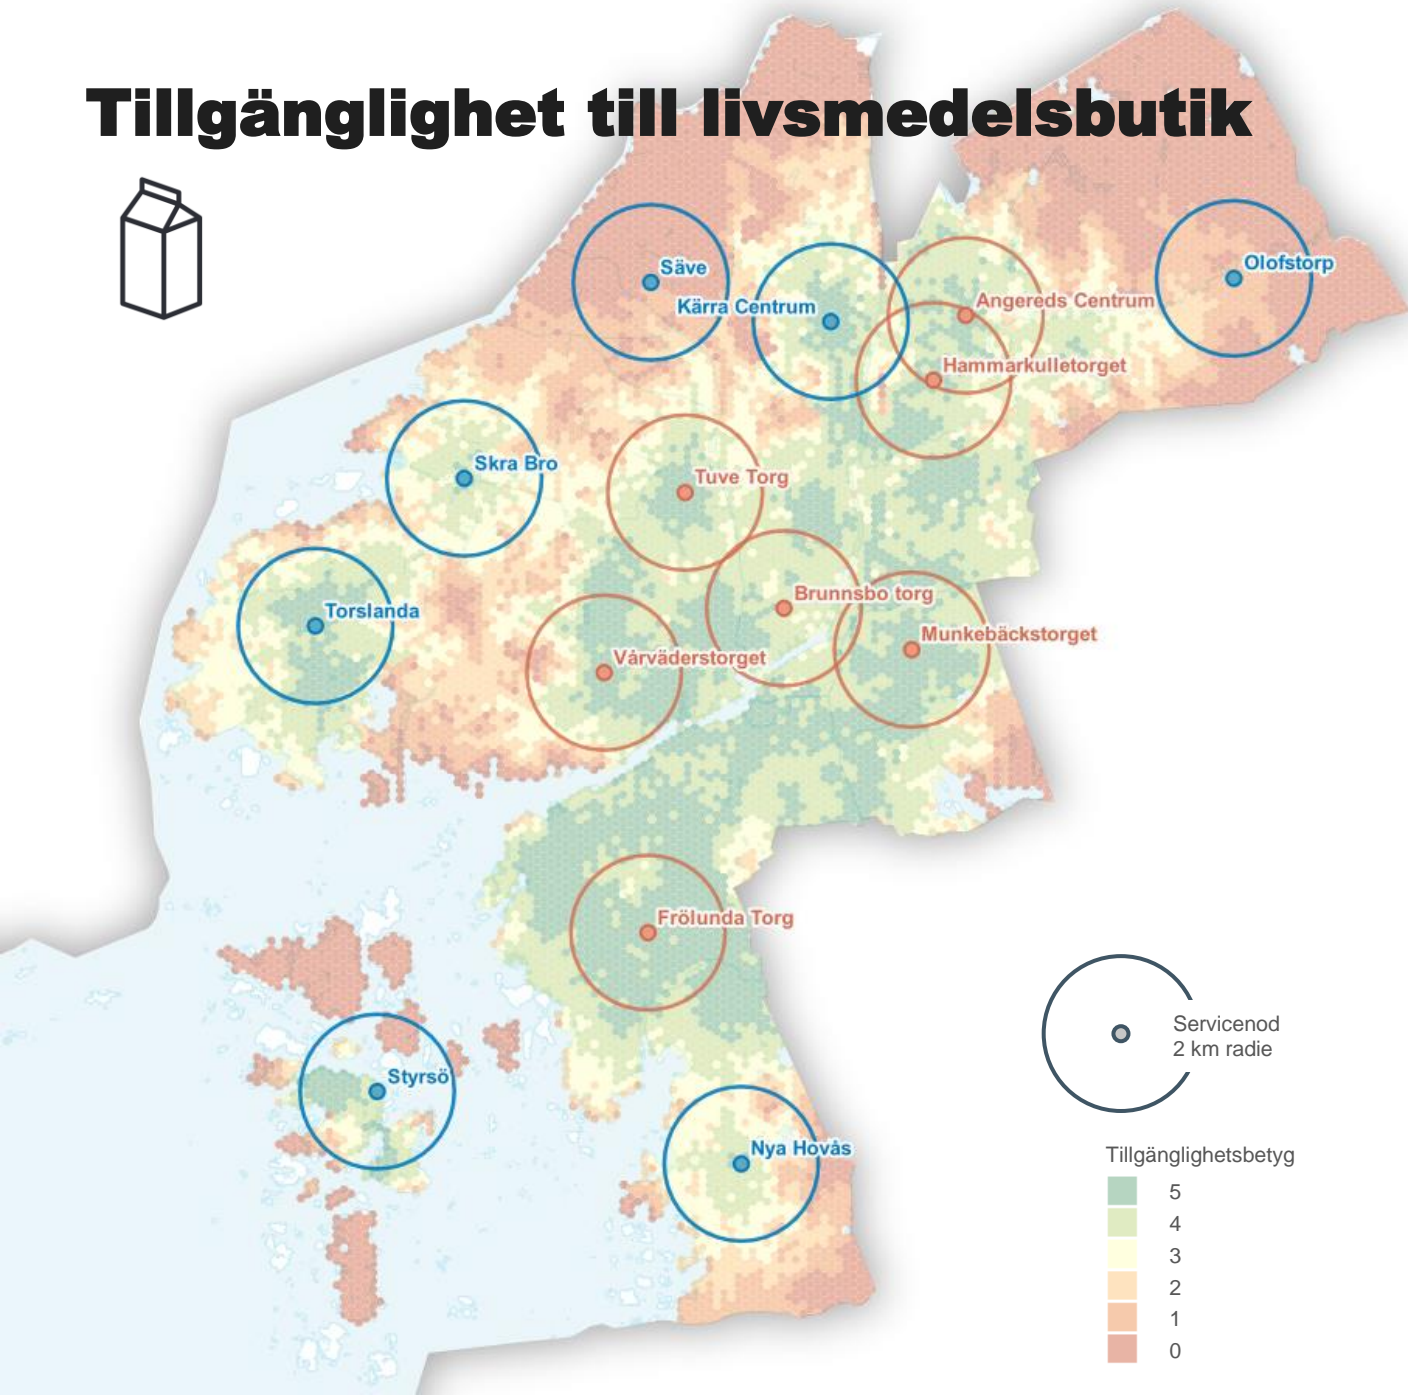 Tillgänglighet till livsmedelsbutik
Säve
Olofstorp
Kärra Centrum
Angereds Centrum
Hammarkulletorget
Skra Bro
Tuve Torg
Torslanda
Brunnsbo torg
Munkebäckstorget
Vårväderstorget
Frölunda Torg
Styrsö
Nya Hovås
Servicenod
2 km radie
Tillgänglighetsbetyg
5
4
3
2
1
0